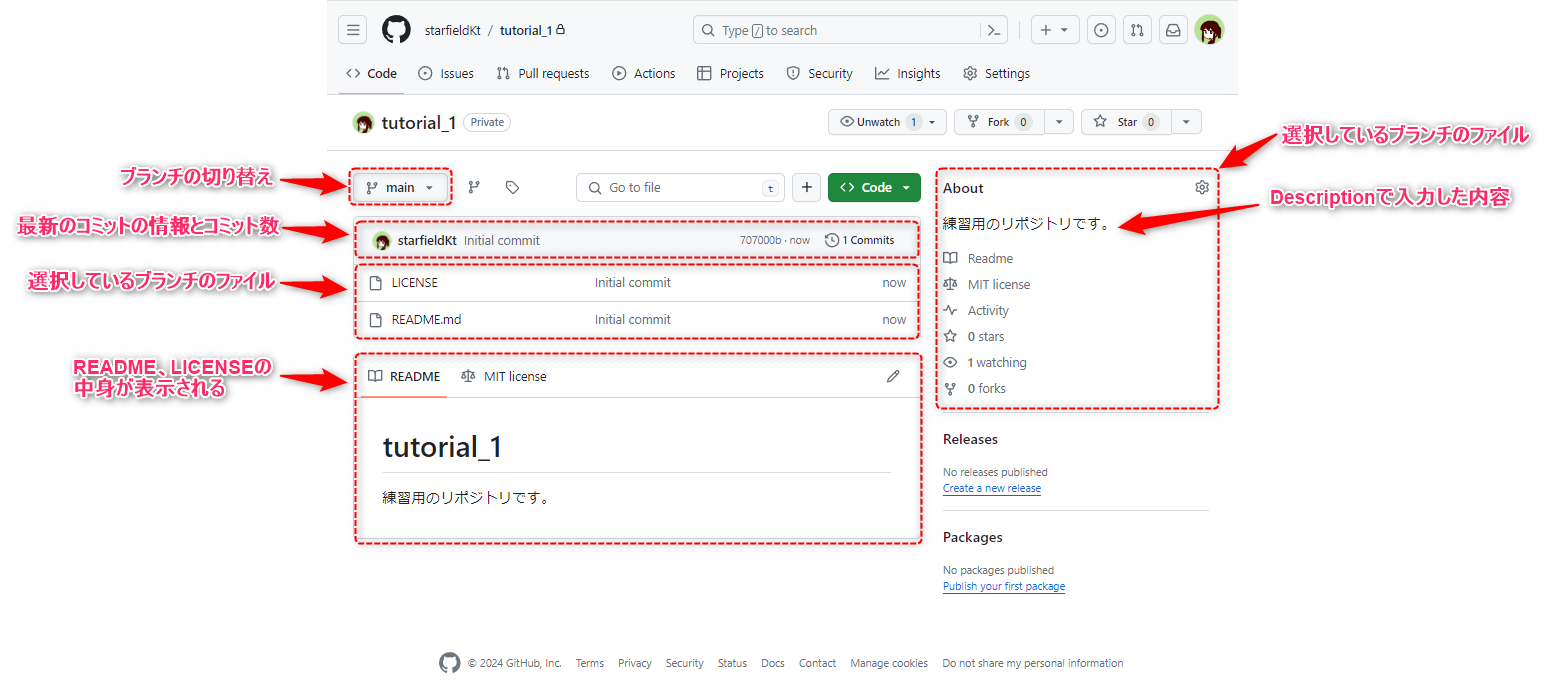 starfieldKt / tutorial_1
Type / to search
Code Issues Pull requests Actions Projects Security Insights Settings
tutorial_1 Private
Unwatch 1 Fork 0 Star 0
選択しているブランチのファイル
ブランチの切り替え
main
Go to file t
Code
About
Descriptionで入力した内容
練習用のリポジトリです。
最新のコミットの情報とコミット数
starfieldKt Initial commit 707000b · now 1 Commits
選択しているブランチのファイル
LICENSE Initial commit now
README.md Initial commit now
Readme
MIT license
Activity
0 stars
1 watching
0 forks
README、LICENSEの
中身が表示される
README MIT license
tutorial_1
練習用のリポジトリです。
Releases
No releases published
Create a new release
Packages
No packages published
Publish your first package
© 2024 GitHub, Inc. Terms Privacy Security Status Docs Contact Manage cookies Do not share my personal information